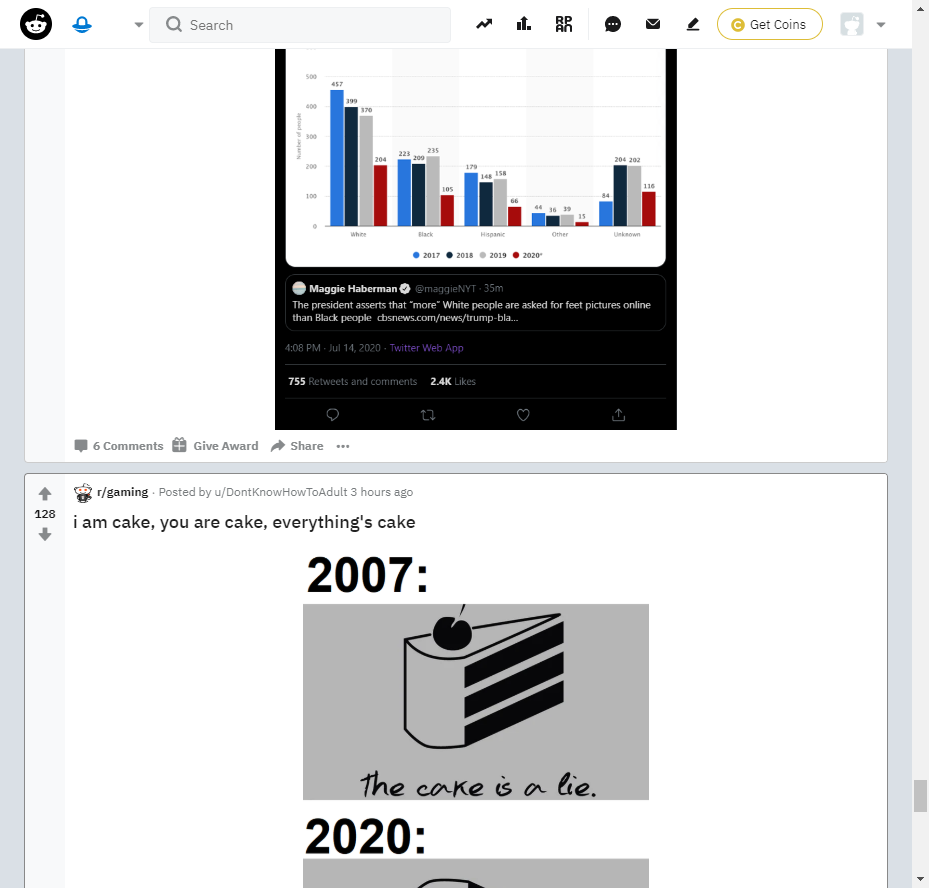 Search
Get Coins
500
400
300
200
100
0
Number of people
457
399
370
204
223
209
235
105
179
148
158
66
44
36
39
15
84
204
202
116
White
Black
Hispanic
Other
Unknown
2017
2018
2019
2020*
Maggie Haberman @maggieNYT · 35m
The president asserts that "more" White people are asked for feet pictures online
than Black people cbsnews.com/news/trump-bla...
4:08 PM · Jul 14, 2020 · Twitter Web App
755 Retweets and comments 2.4K Likes
6 Comments Give Award Share
r/gaming · Posted by u/DontKnowHowToAdult 3 hours ago
128
i am cake, you are cake, everything's cake
2007:
the cake is a lie.
2020: